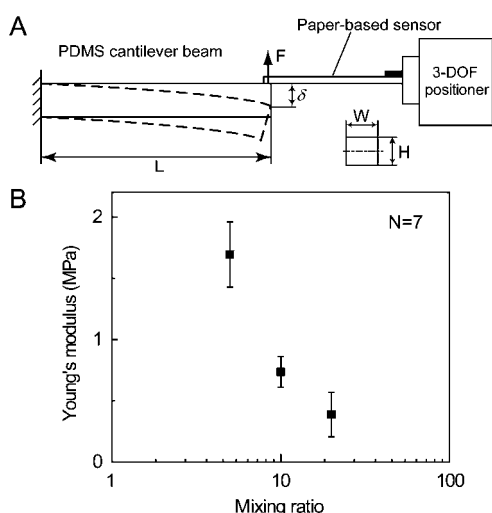 A
PDMS cantilever beam
F
Paper-based sensor
3-DOF
positioner
δ
W
H
L
B
N=7
Young's modulus (MPa)
2
1
0
1
10
100
Mixing ratio